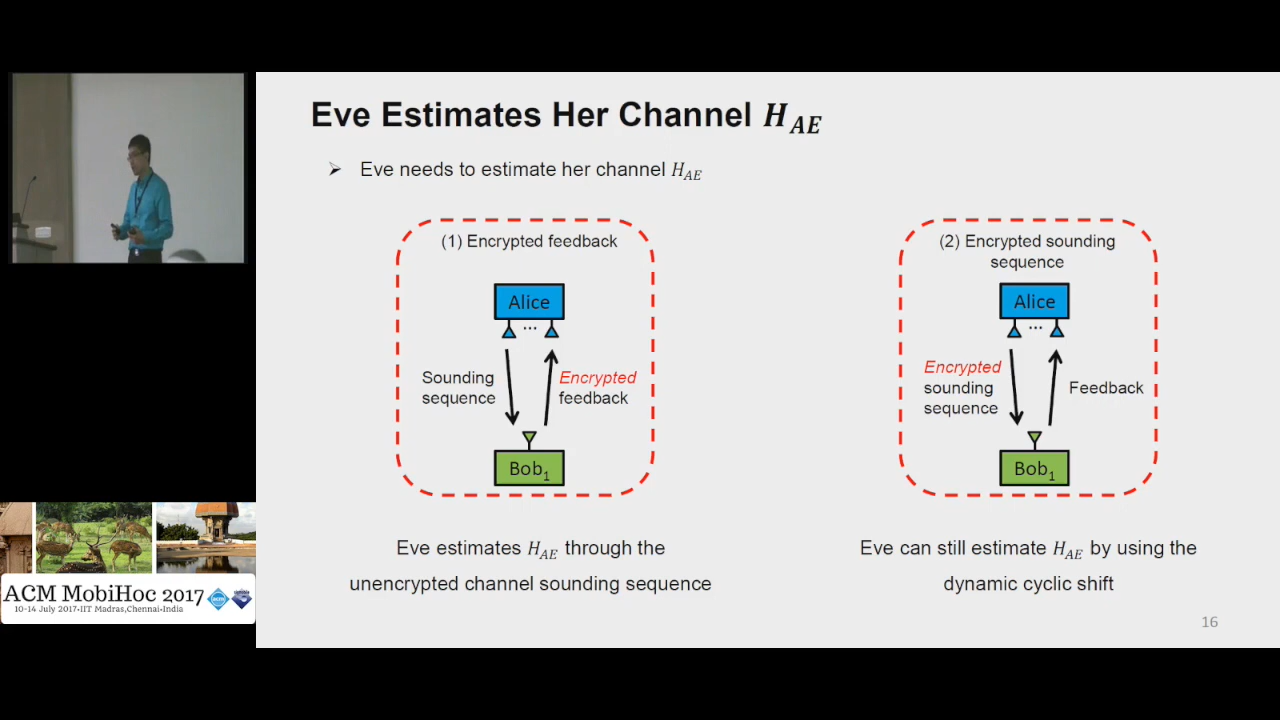 Eve Estimates Her Channel H_AE
➢ Eve needs to estimate her channel H_AE
(1) Encrypted feedback
Alice
...
Sounding
sequence
Encrypted
feedback
Bob_1
Eve estimates H_AE through the
unencrypted channel sounding sequence
(2) Encrypted sounding
sequence
Alice
...
Encrypted
sounding
sequence
Feedback
Bob_1
Eve can still estimate H_AE by using the
dynamic cyclic shift
16
ACM MobiHoc 2017
10-14 July 2017•IIT Madras,Chennai-India